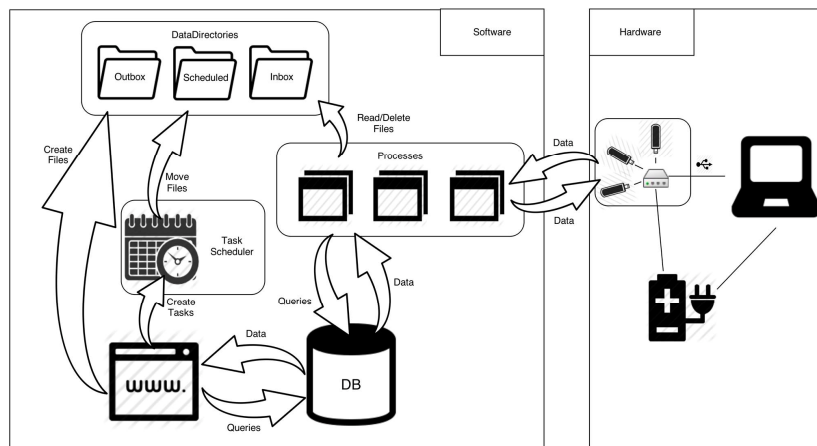 DataDirectories
Software
Hardware
Outbox
Scheduled
Inbox
Create
Files
Read/Delete
Files
Processes
Data
Move
Files
Data
Task
Scheduler
Create
Tasks
Queries
Data
Data
www.
DB
Queries